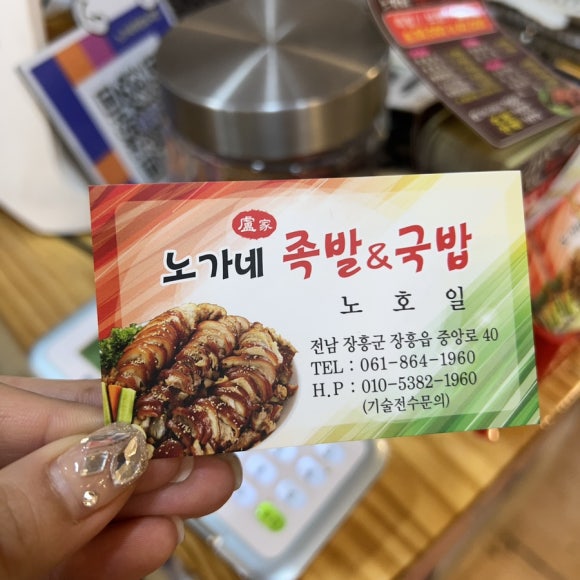 盧家
노가네 족발&국밥
노 호 일
전남 장흥군 장흥읍 중앙로 40
TEL : 061-864-1960
H.P : 010-5382-1960
(기술전수문의)